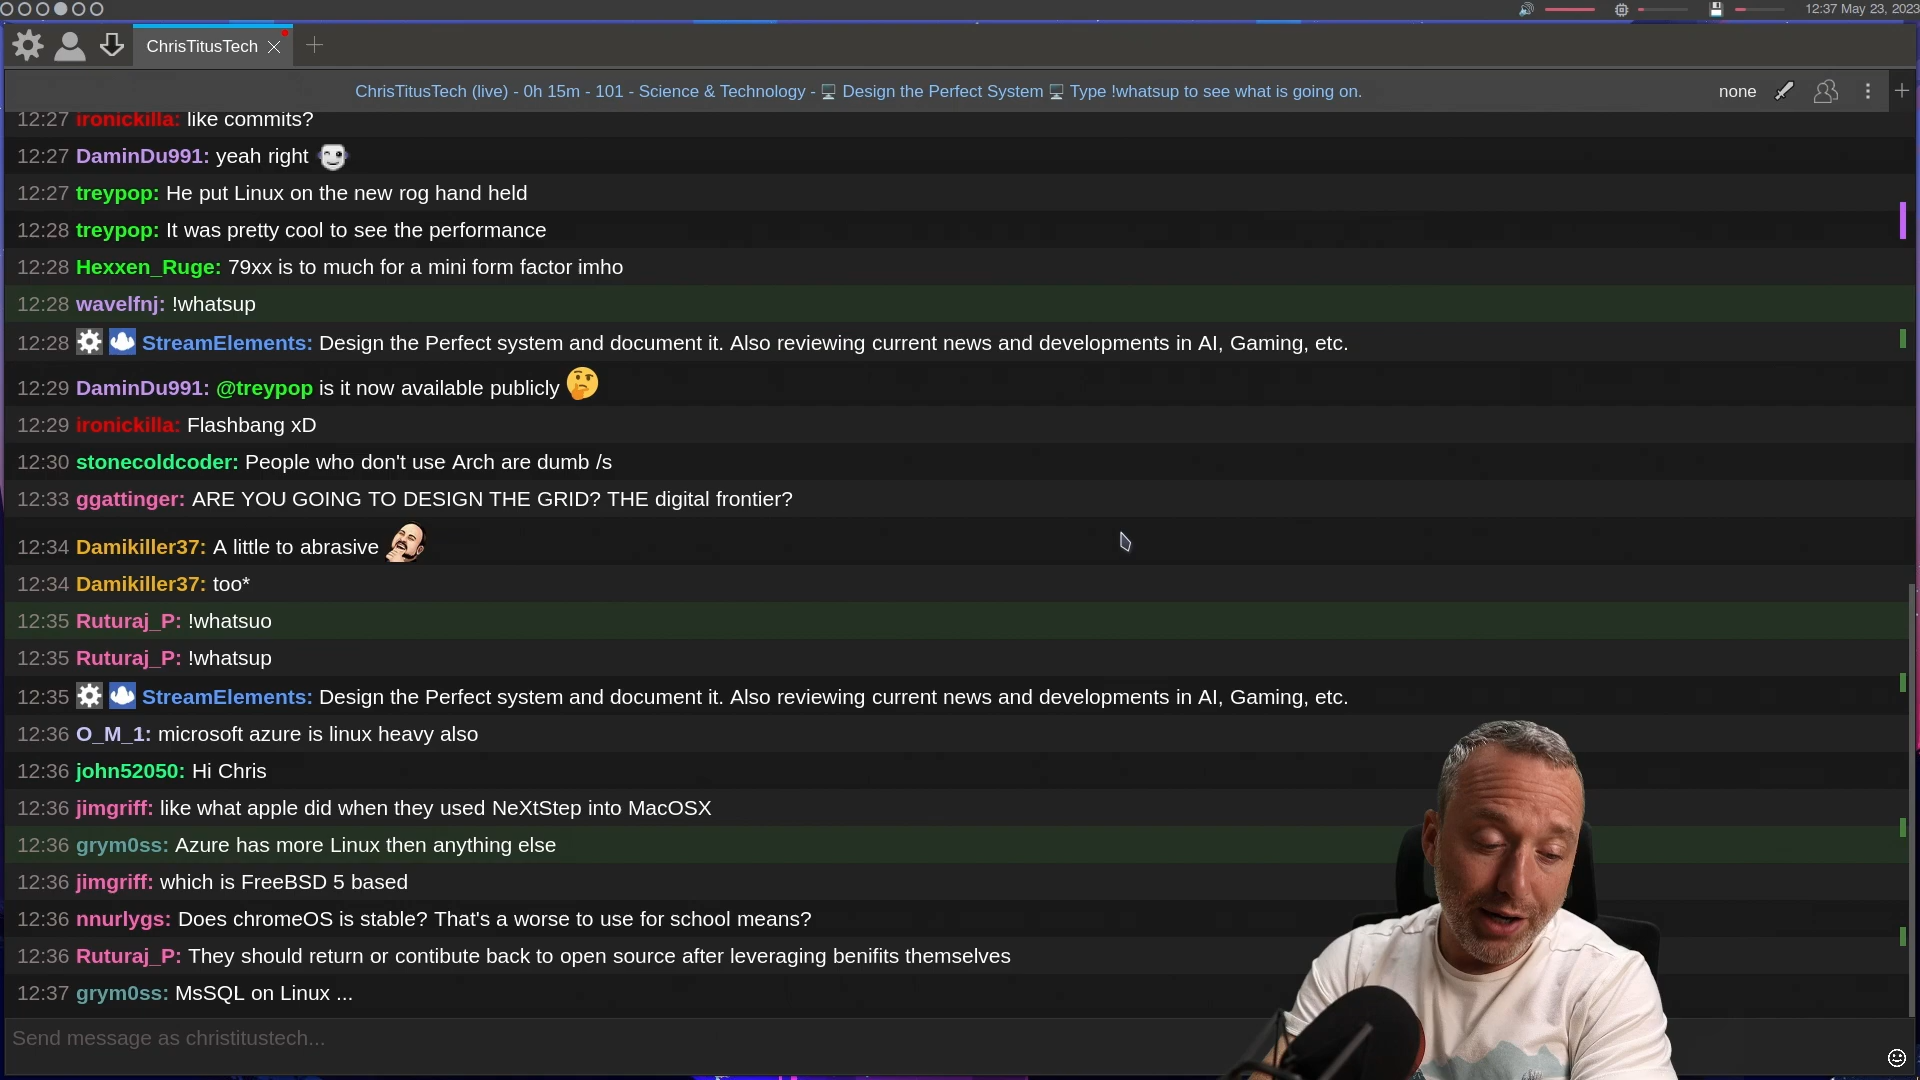 12:37 May 23, 2023
ChrisTitusTech
ChrisTitusTech (live) - 0h 15m - 101 - Science & Technology - 🖥️ Design the Perfect System 🖥️ Type !whatsup to see what is going on.
none
12:27 ironickilla: like commits?
12:27 DaminDu991: yeah right
12:27 treypop: He put Linux on the new rog hand held
12:28 treypop: It was pretty cool to see the performance
12:28 Hexxen_Ruge: 79xx is to much for a mini form factor imho
12:28 wavelfnj: !whatsup
12:28 StreamElements: Design the Perfect system and document it. Also reviewing current news and developments in AI, Gaming, etc.
12:29 DaminDu991: @treypop is it now available publicly 🤔
12:29 ironickilla: Flashbang xD
12:30 stonecoldcoder: People who don't use Arch are dumb /s
12:33 ggattinger: ARE YOU GOING TO DESIGN THE GRID? THE digital frontier?
12:34 Damikiller37: A little to abrasive
12:34 Damikiller37: too*
12:35 Ruturaj_P: !whatsuo
12:35 Ruturaj_P: !whatsup
12:35 StreamElements: Design the Perfect system and document it. Also reviewing current news and developments in AI, Gaming, etc.
12:36 O_M_1: microsoft azure is linux heavy also
12:36 john52050: Hi Chris
12:36 jimgriff: like what apple did when they used NeXtStep into MacOSX
12:36 grym0ss: Azure has more Linux then anything else
12:36 jimgriff: which is FreeBSD 5 based
12:36 nnurlygs: Does chromeOS is stable? That's a worse to use for school means?
12:36 Ruturaj_P: They should return or contibute back to open source after leveraging benifits themselves
12:37 grym0ss: MsSQL on Linux ...
Send message as christitustech...